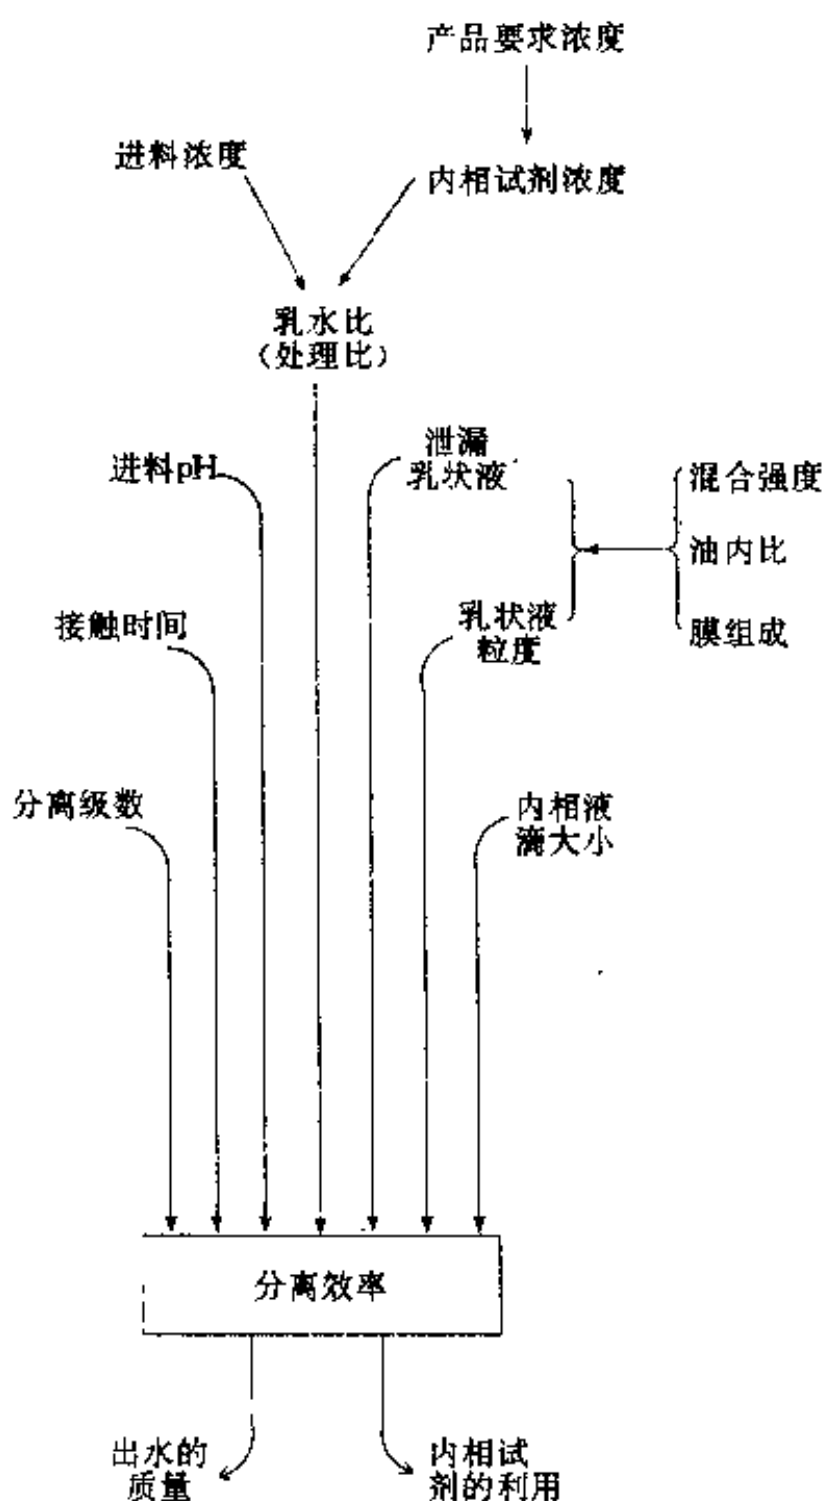 产品要求浓度
进料浓度
内相试剂浓度
乳水比
(处理比)
进料pH
泄漏
乳状液
混合强度
油内比
接触时间
乳状液
粒度
膜组成
分离级数
内相液
滴大小
分离效率
出水的
质量
内相试
剂的利用